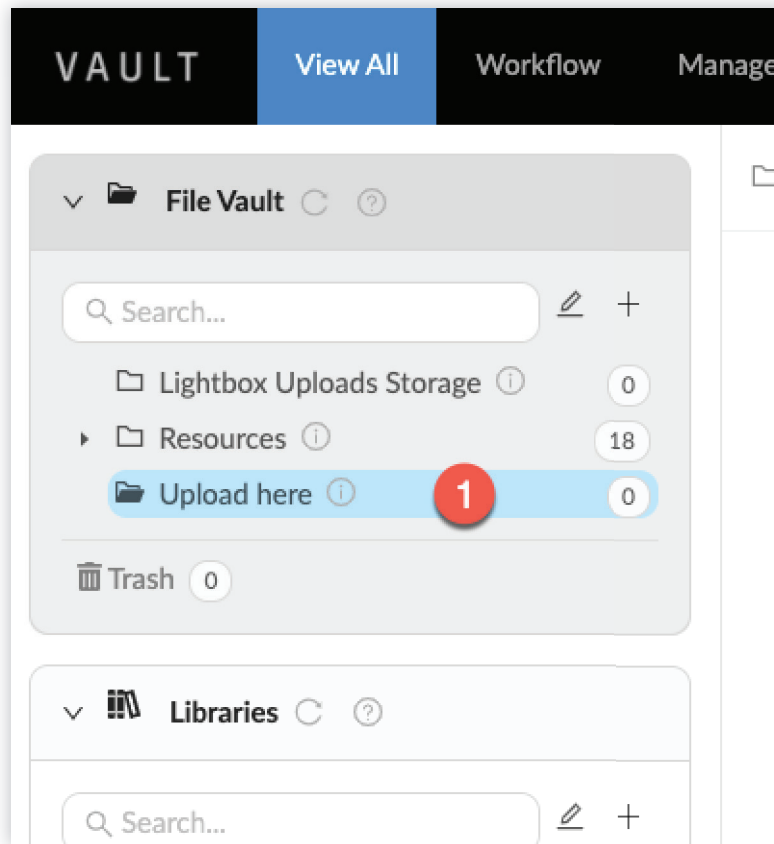 VAULT View All Workflow Manage
File Vault
Search...
Lightbox Uploads Storage 0
Resources 18
Upload here 1 0
Trash 0
Libraries
Search...